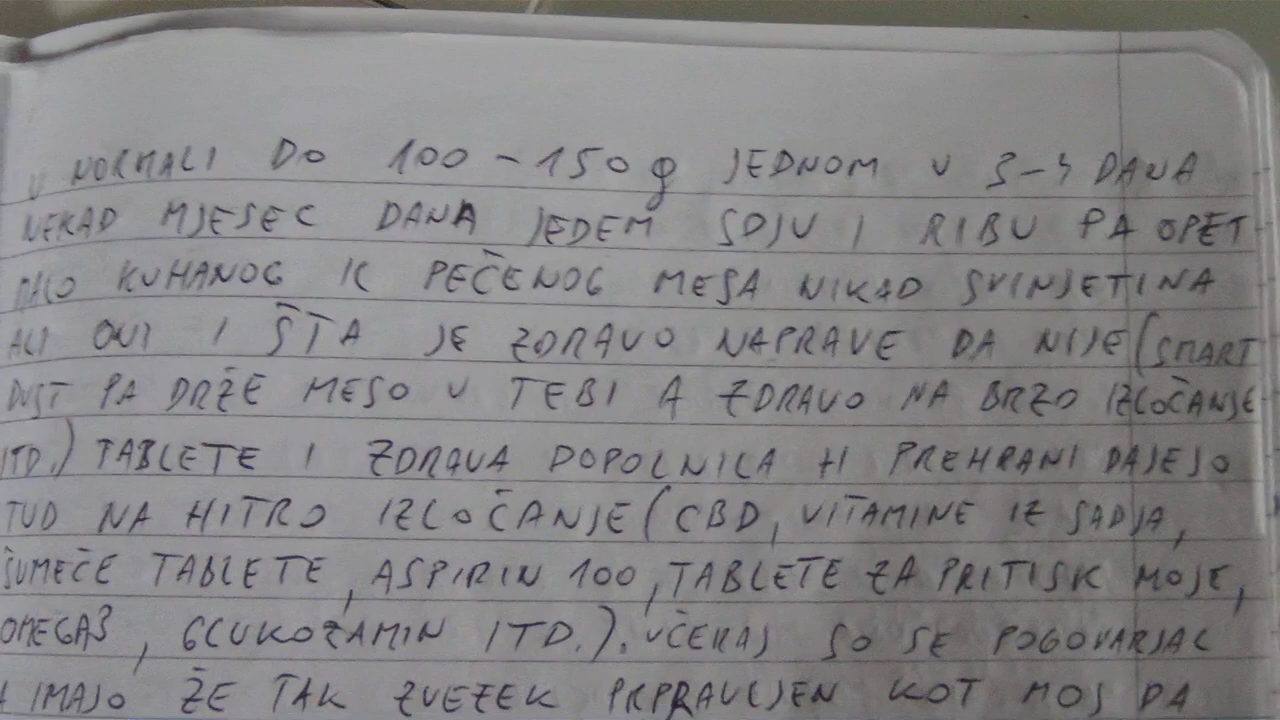 V NORMALI DO 100-150g JEDNOM V 3-4 DANA
NEKAD MJESEC DANA JEDEM SOJU I RIBU PA OPET
MALO KUHANOG IL PEČENOG MESA NIKAD SVINJETINA
ALI ONI I ŠTA JE ZDRAVO NAPRAVE DA NIJE (SMART
DUST PA DRŽE MESO U TEBI A ZDRAVO NA BRZO IZLOČANJE
ITD.) TABLETE I ZDRAVA DOPOLNILA H PREHRANI DAJEJO
TUD NA HITRO IZLOČANJE (CBD, VITAMINE IZ SADJA,
ŠUMEČE TABLETE, ASPIRIN 100, TABLETE ZA PRITISK MOJE,
OMEGA3, GLUKOZAMIN ITD.). VČERAJ SO SE POGOVARJAL
IMAJO ŽE TAK ZVEZEK PRPRAVLJEN KOT MOJ DA